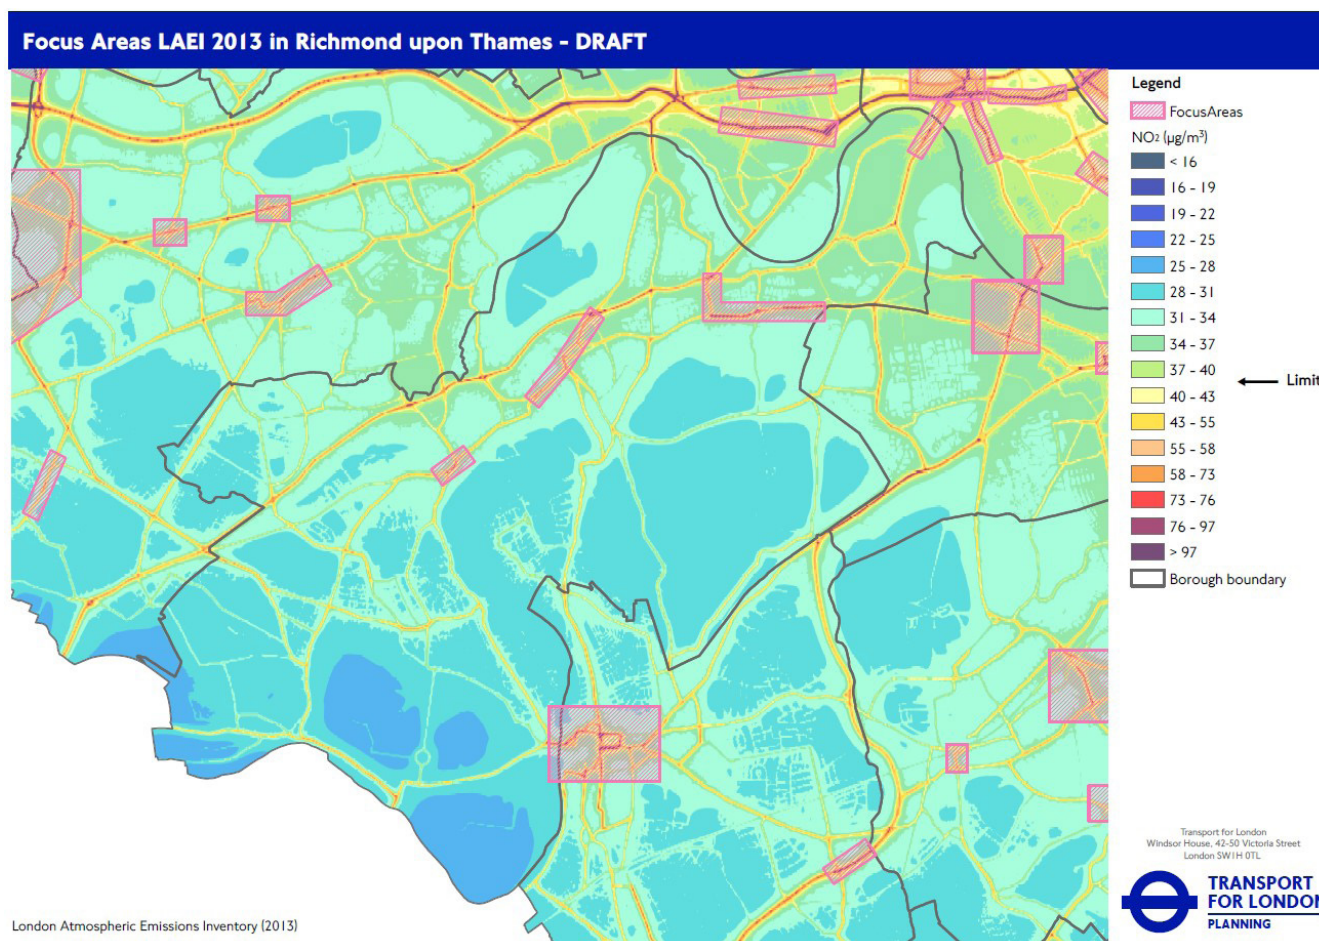 Focus Areas LAEI 2013 in Richmond upon Thames - DRAFT
Legend
FocusAreas
NO2 (µg/m³)
< 16
16 - 19
19 - 22
22 - 25
25 - 28
28 - 31
31 - 34
34 - 37
37 - 40
Limit
40 - 43
43 - 55
55 - 58
58 - 73
73 - 76
76 - 97
> 97
Borough boundary
Transport for London
Windsor House, 42-50 Victoria Street
London SW1H 0TL
TRANSPORT
FOR LONDON
PLANNING
London Atmospheric Emissions Inventory (2013)